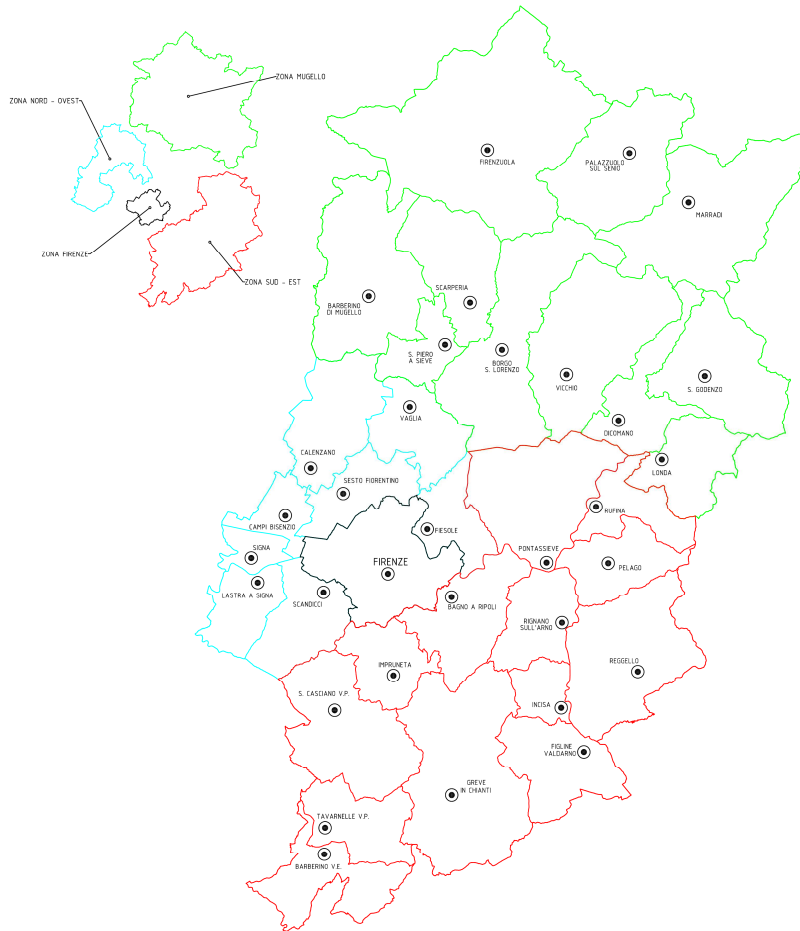 ZONA MUGELLO
ZONA NORD - OVEST
ZONA FIRENZE
ZONA SUD - EST
FIRENZUOLA
PALAZZUOLO
SUL SENIO
MARRADI
SCARPERIA
BARBERINO
DI MUGELLO
S. PIERO
A SIEVE
BORGO
S. LORENZO
VICCHIO
S. GODENZO
VAGLIA
DICOMANO
CALENZANO
LONDA
SESTO FIORENTINO
CAMPI BISENZIO
RUFINA
FIESOLE
SIGNA
FIRENZE
PONTASSIEVE
PELAGO
LASTRA A SIGNA
SCANDICCI
BAGNO A RIPOLI
RIGNANO
SULL'ARNO
IMPRUNETA
REGGELLO
S. CASCIANO V.P.
INCISA
FIGLINE
VALDARNO
GREVE
IN CHIANTI
TAVARNELLE V.P.
BARBERINO V.E.